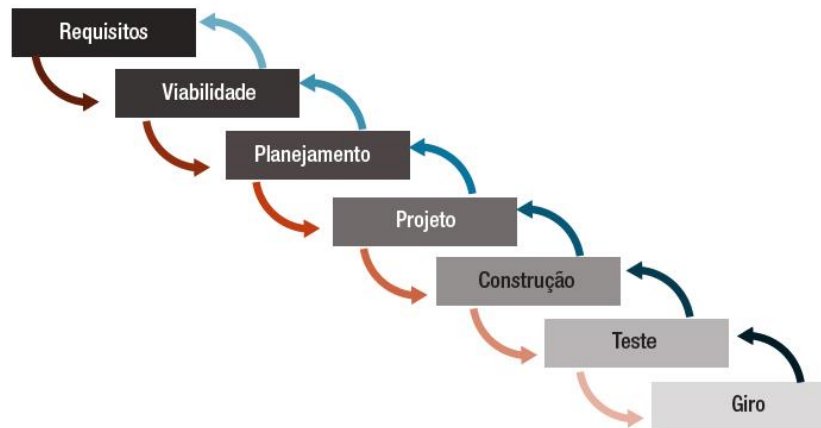 Requisitos
Viabilidade
Planejamento
Projeto
Construção
Teste
Giro